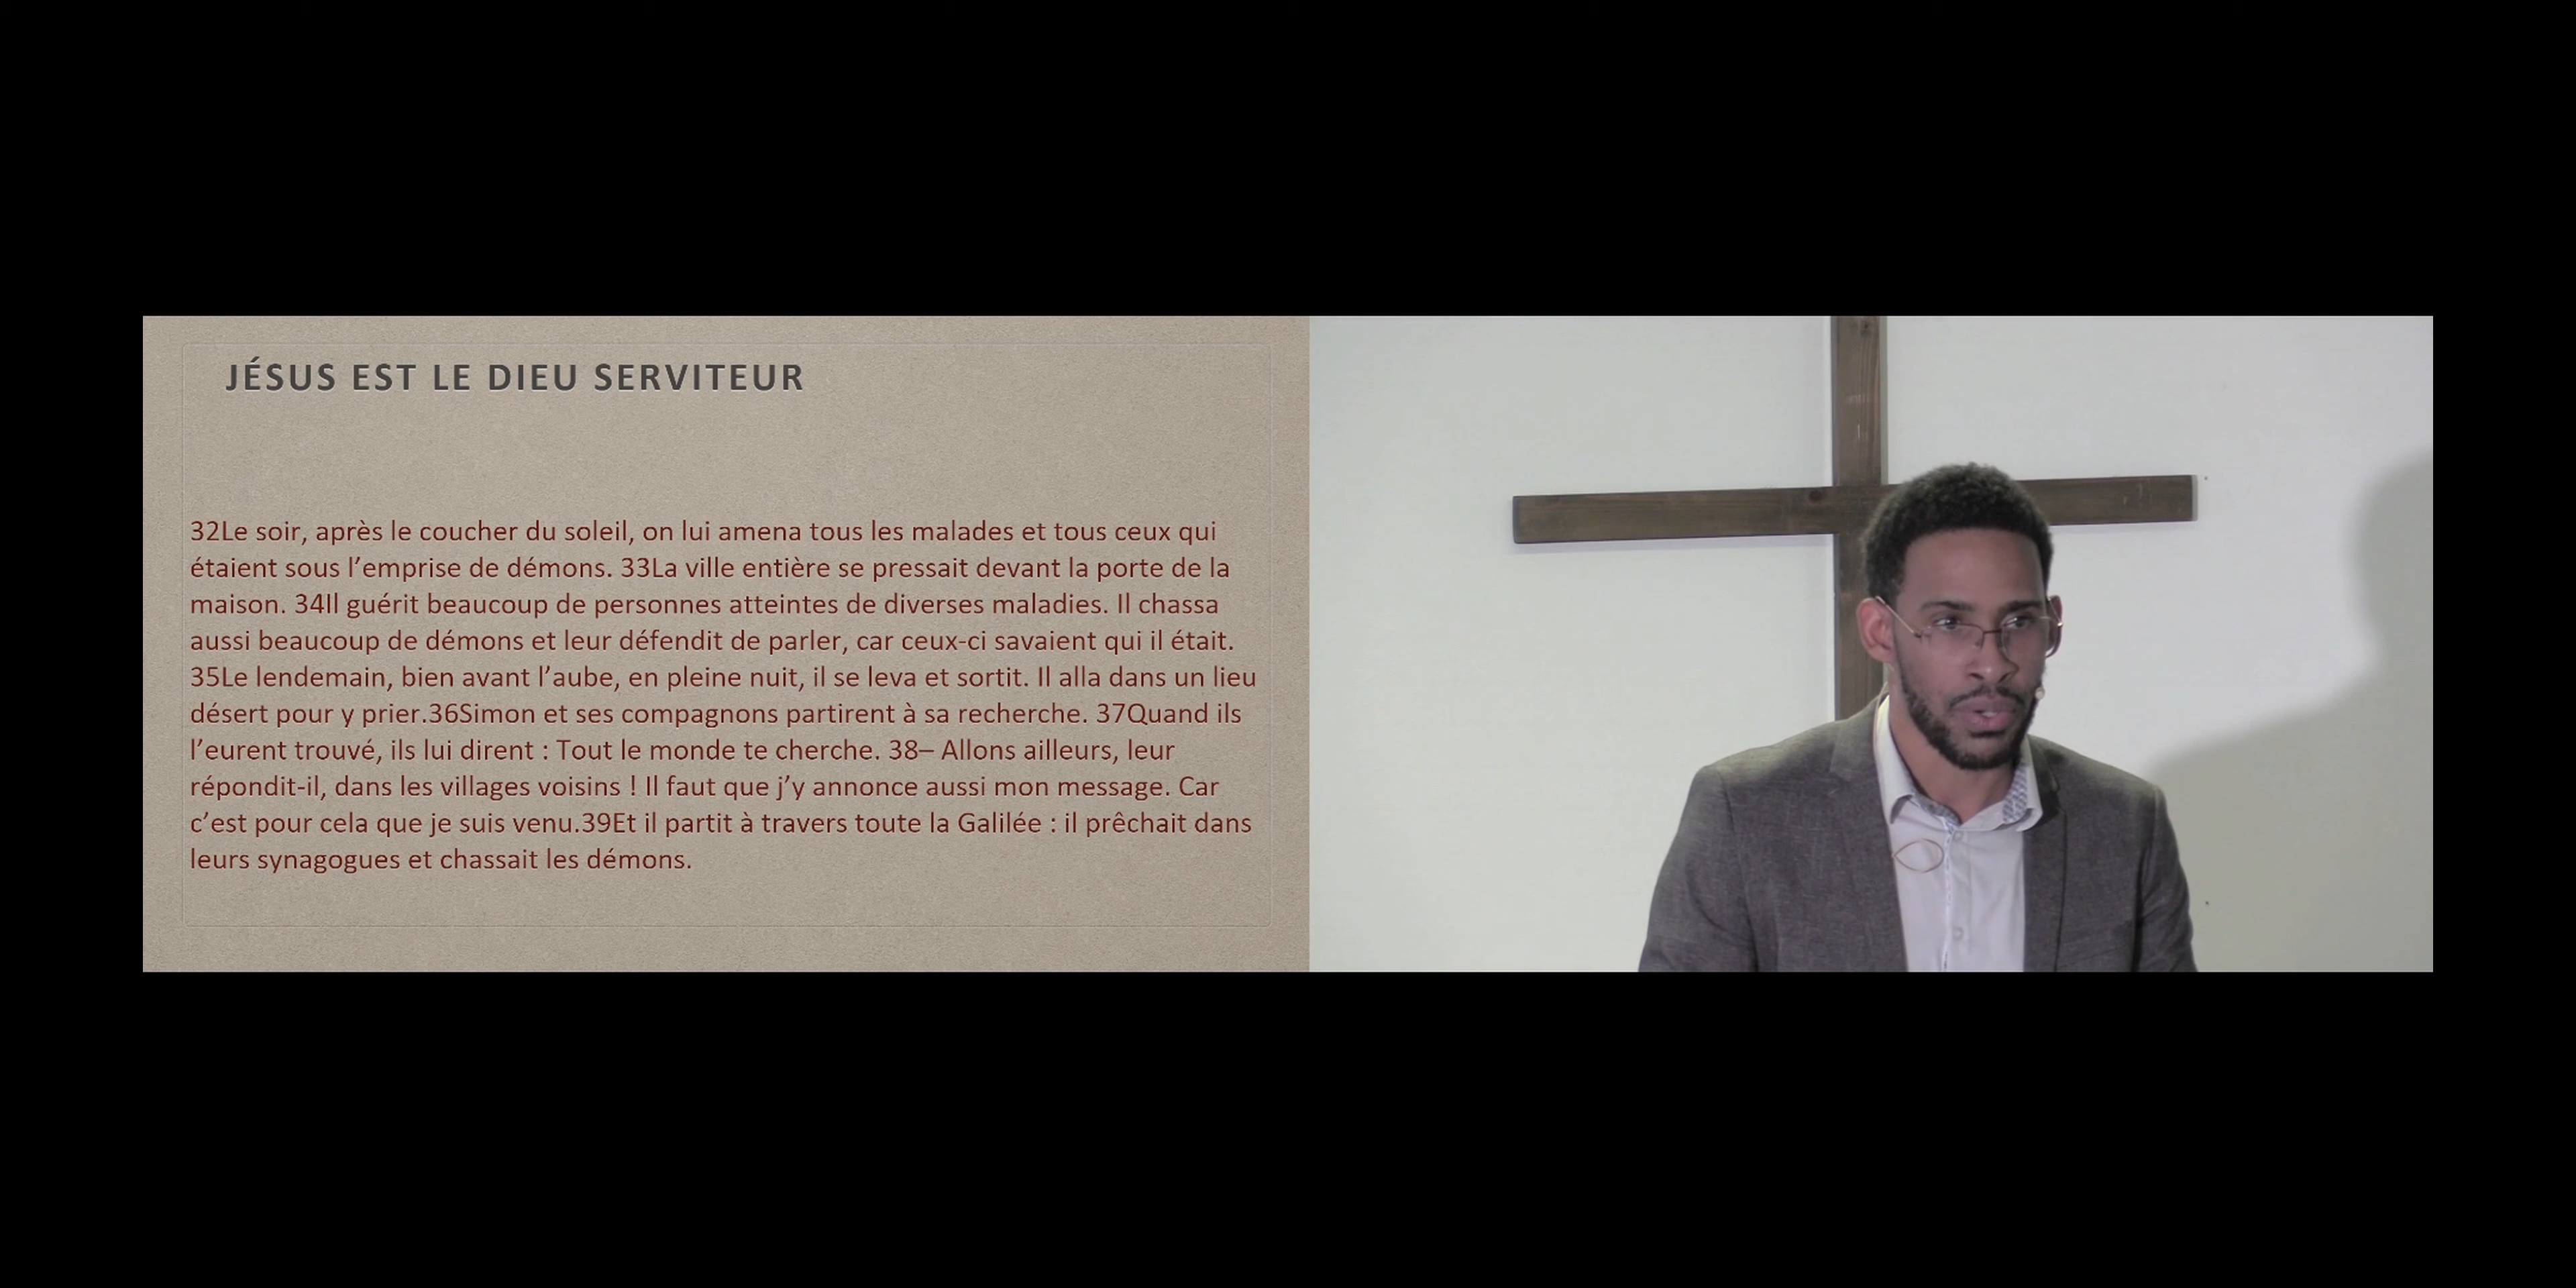 JÉSUS EST LE DIEU SERVITEUR
32Le soir, après le coucher du soleil, on lui amena tous les malades et tous ceux qui
étaient sous l’emprise de démons. 33La ville entière se pressait devant la porte de la
maison. 34Il guérit beaucoup de personnes atteintes de diverses maladies. Il chassa
aussi beaucoup de démons et leur défendit de parler, car ceux-ci savaient qui il était.
35Le lendemain, bien avant l’aube, en pleine nuit, il se leva et sortit. Il alla dans un lieu
désert pour y prier.36Simon et ses compagnons partirent à sa recherche. 37Quand ils
l’eurent trouvé, ils lui dirent : Tout le monde te cherche. 38– Allons ailleurs, leur
répondit-il, dans les villages voisins ! Il faut que j’y annonce aussi mon message. Car
c’est pour cela que je suis venu.39Et il partit à travers toute la Galilée : il prêchait dans
leurs synagogues et chassait les démons.